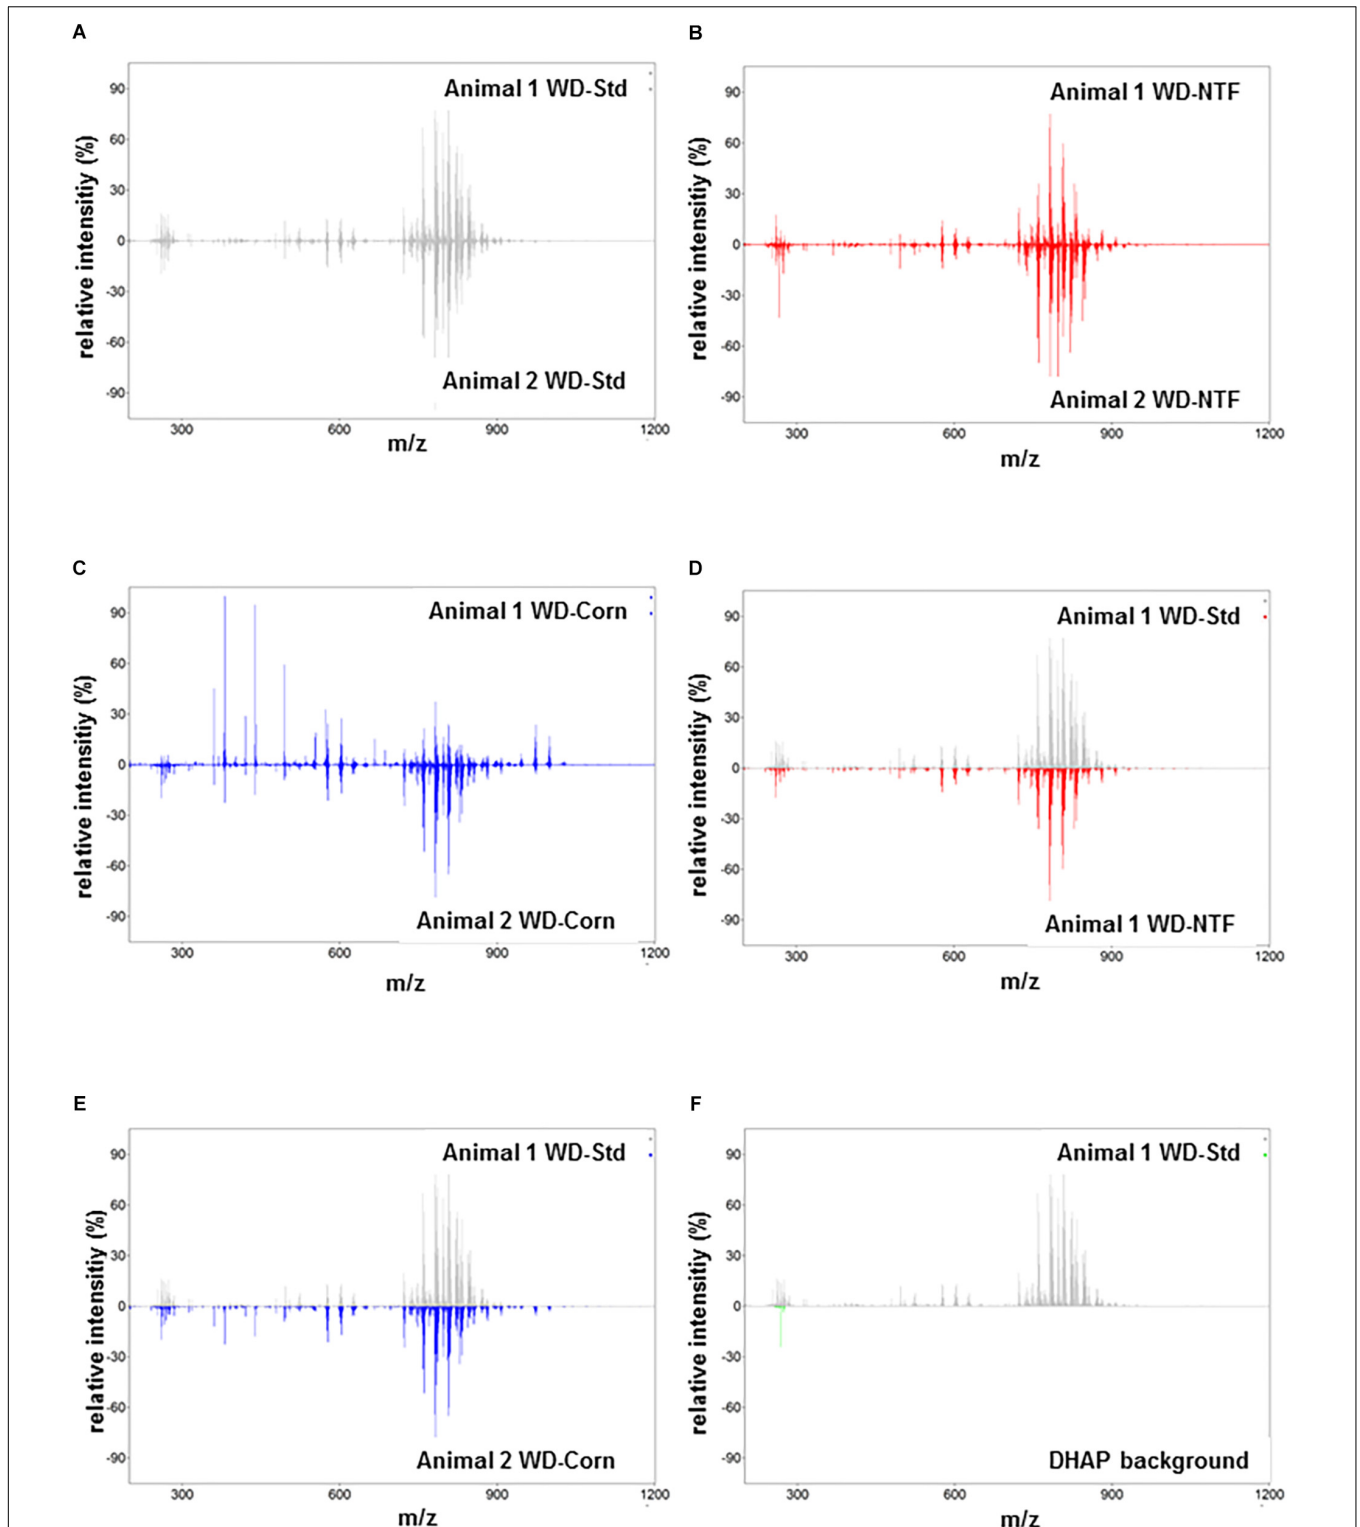 A
relative intensitiy (%)
90
60
30
0
-30
-60
-90
Animal 1 WD-Std
Animal 2 WD-Std
300 600 900 1200
m/z
B
relative intensitiy (%)
90
60
30
0
-30
-60
-90
Animal 1 WD-NTF
Animal 2 WD-NTF
300 600 900 1200
m/z
C
relative intensitiy (%)
90
60
30
0
-30
-60
-90
Animal 1 WD-Corn
Animal 2 WD-Corn
300 600 900 1200
m/z
D
relative intensitiy (%)
90
60
30
0
-30
-60
-90
Animal 1 WD-Std
Animal 1 WD-NTF
300 600 900 1200
m/z
E
relative intensitiy (%)
90
60
30
0
-30
-60
-90
Animal 1 WD-Std
Animal 2 WD-Corn
300 600 900 1200
m/z
F
relative intensitiy (%)
90
60
30
0
-30
-60
-90
Animal 1 WD-Std
DHAP background
300 600 900 1200
m/z